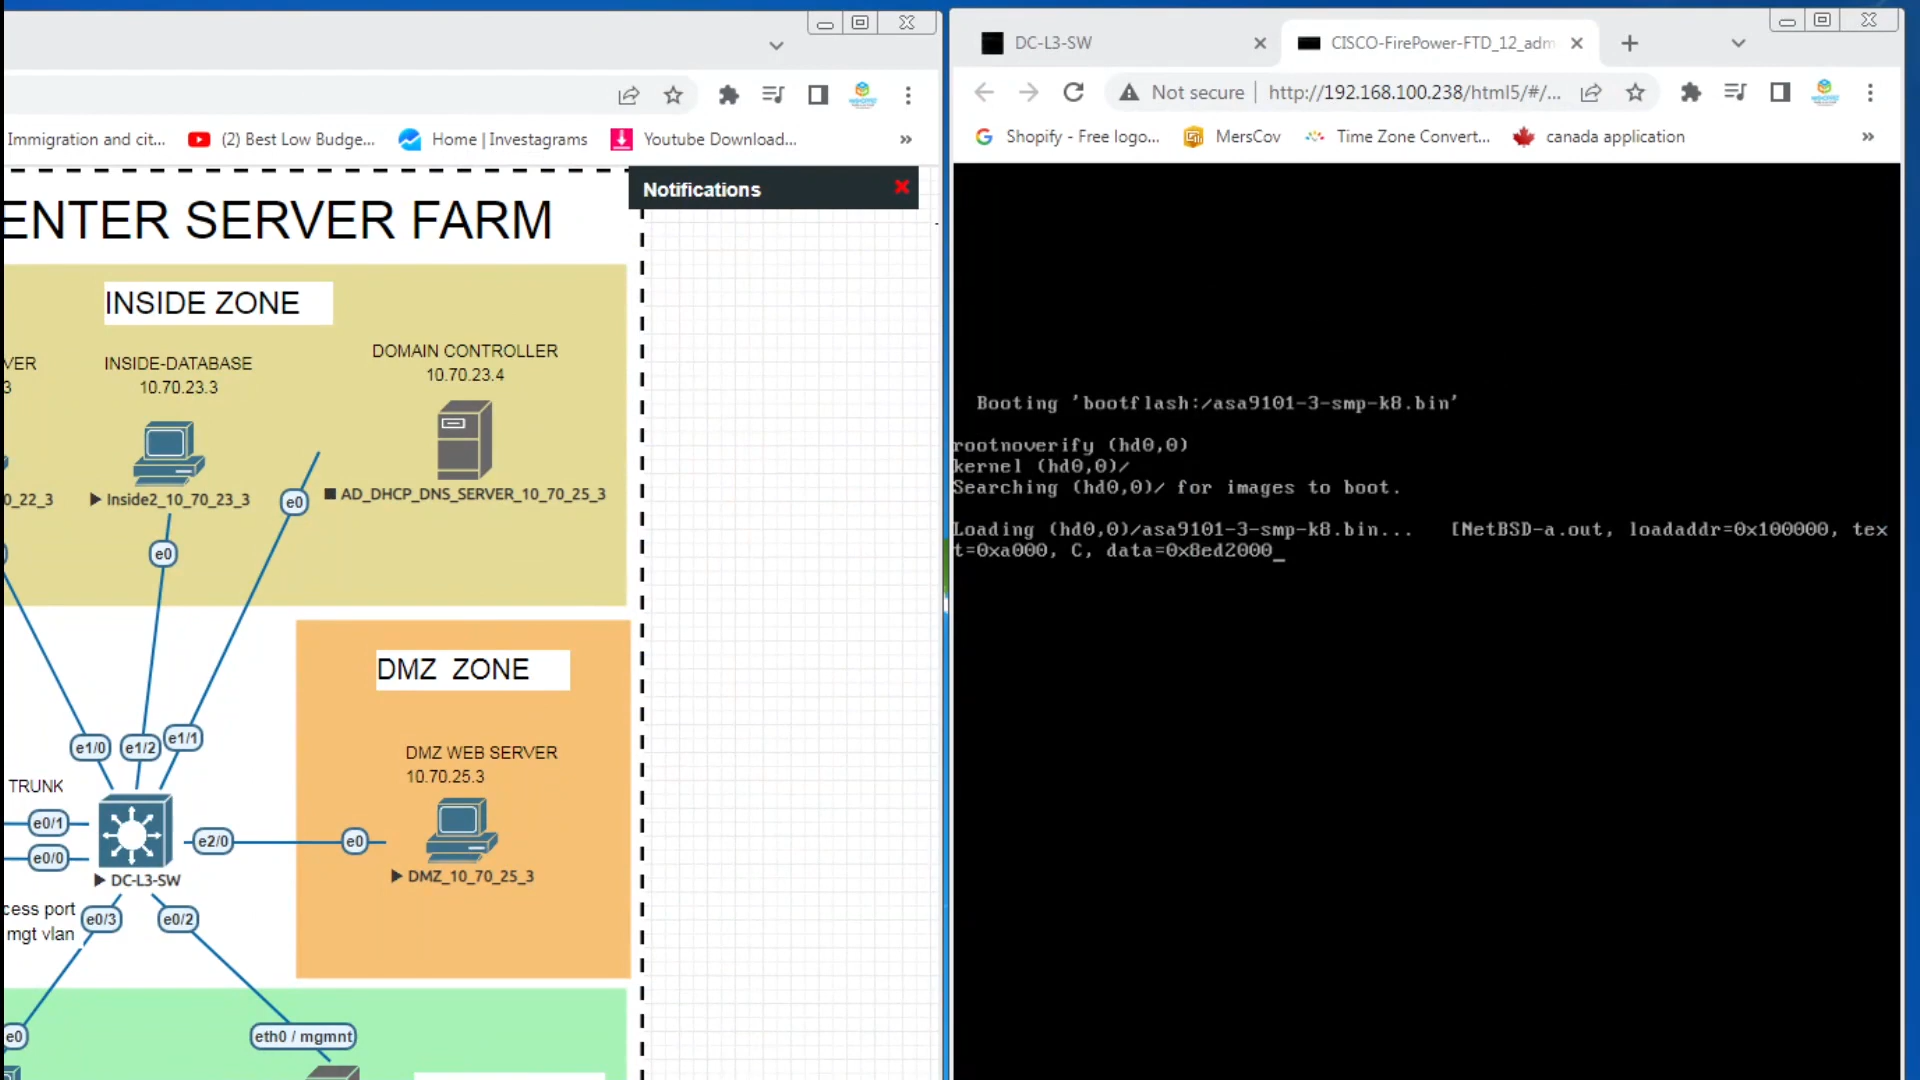 DC-L3-SW
CISCO-FirePower-FTD_12_adm
Not secure
http://192.168.100.238/html5/#/...
Immigration and cit...
(2) Best Low Budge...
Home | Investagrams
Youtube Download...
»
Shopify - Free logo...
MersCov
Time Zone Convert...
canada application
»
Notifications
ENTER SERVER FARM
INSIDE ZONE
VER
3
INSIDE-DATABASE
10.70.23.3
DOMAIN CONTROLLER
10.70.23.4
0_22_3
Inside2_10_70_23_3
e0
AD_DHCP_DNS_SERVER_10_70_25_3
e0
DMZ ZONE
DMZ WEB SERVER
10.70.25.3
e1/0
e1/2
e1/1
TRUNK
e0/1
e0/0
e2/0
e0
DC-L3-SW
DMZ_10_70_25_3
cess port
mgt vlan
e0/3
e0/2
e0
eth0 / mgmnt
Booting 'bootflash:/asa9101-3-smp-k8.bin'
rootnoverify (hd0,0)
kernel (hd0,0)/
Searching (hd0,0)/ for images to boot.
Loading (hd0,0)/asa9101-3-smp-k8.bin... [NetBSD-a.out, loadaddr=0x100000, tex
t=0xa000, C, data=0x8ed2000_